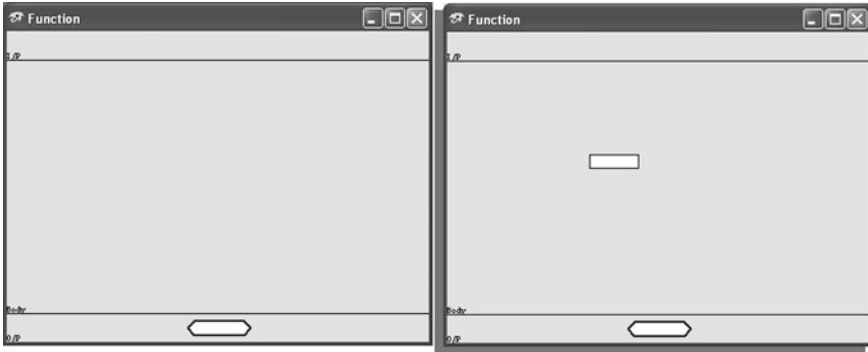 Function
I/P
Body
O/P
Function
I/P
Body
O/P